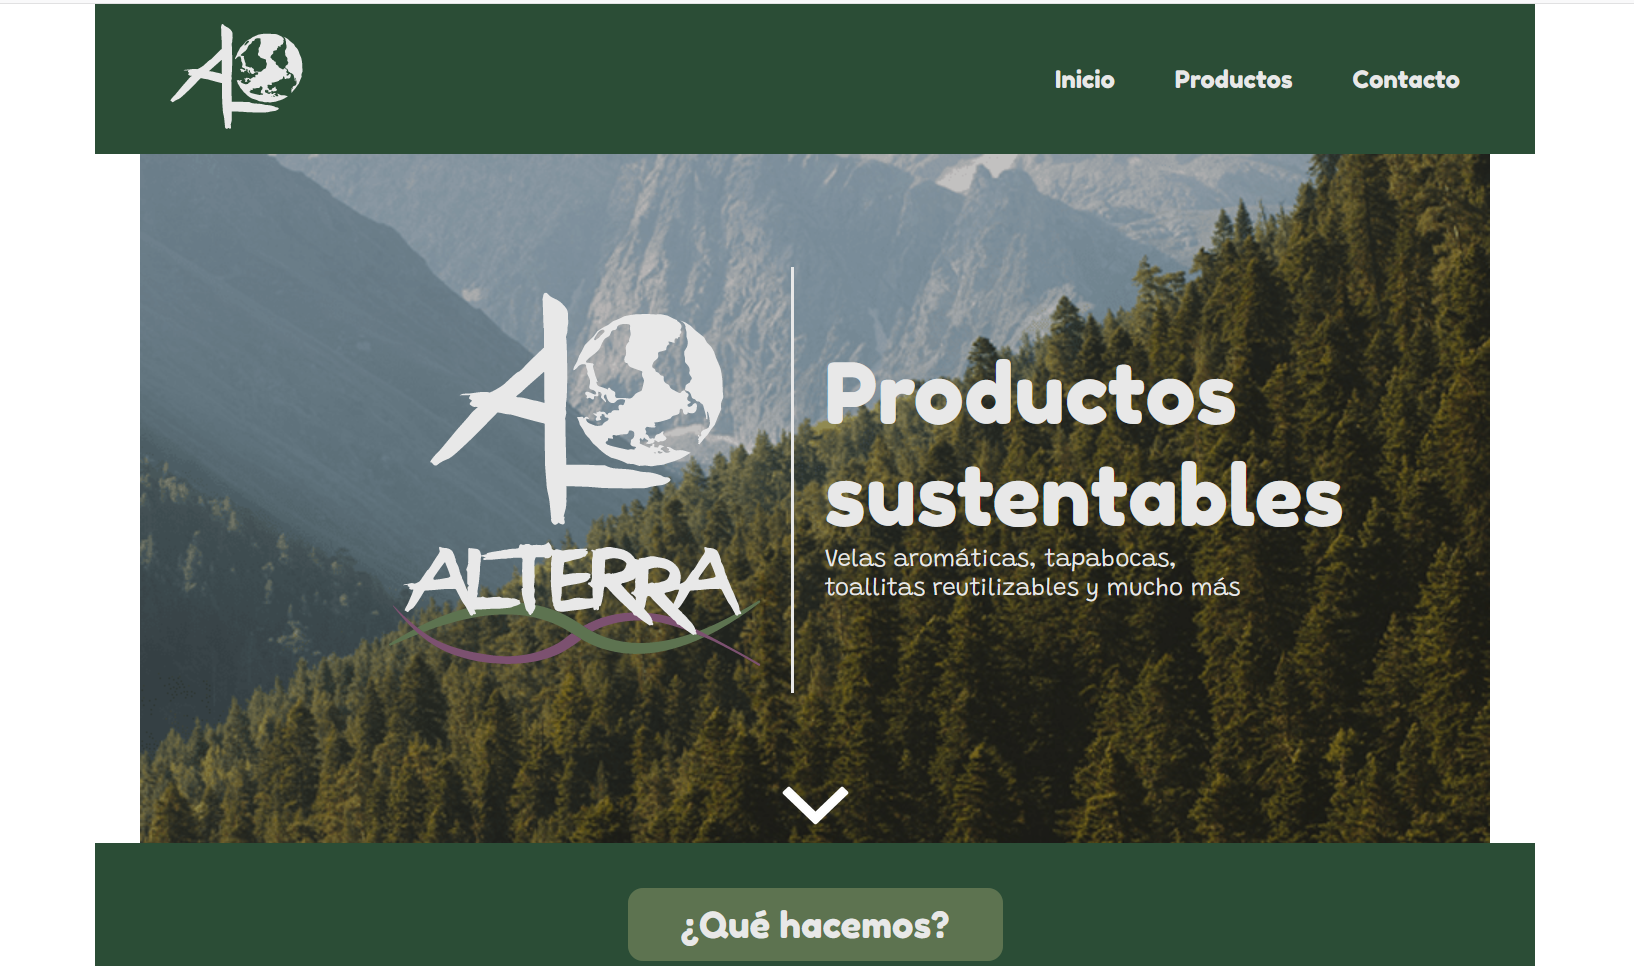 AL
Inicio Productos Contacto
AL
ALTERRA
Productos
sustentables
Velas aromáticas, tapabocas,
toallitas reutilizables y mucho más
¿Qué hacemos?